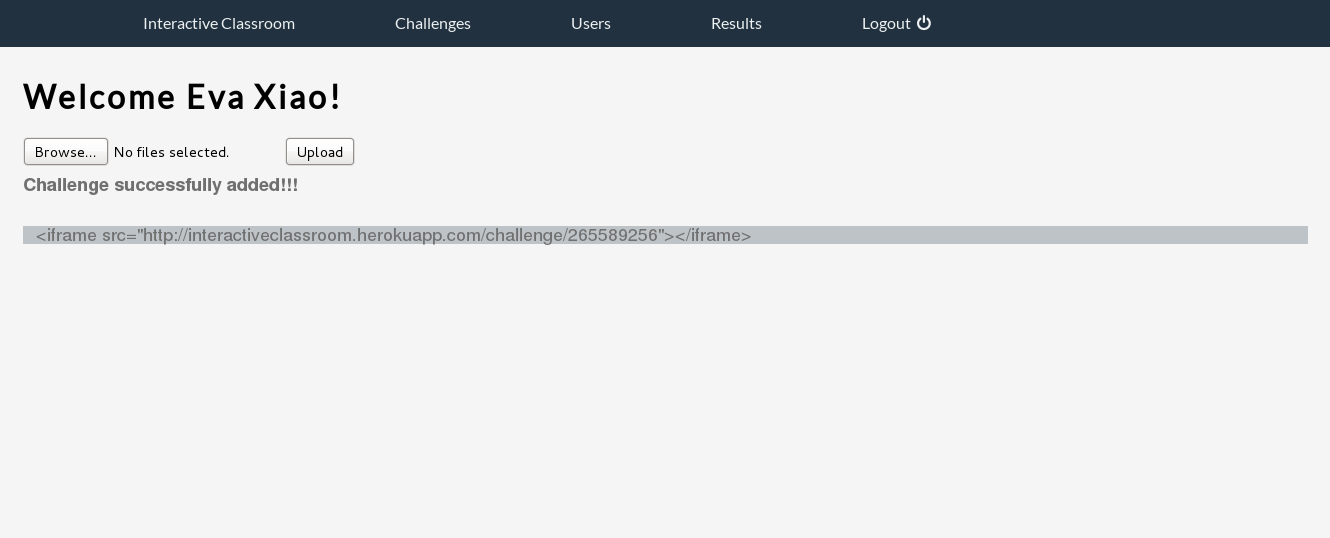 Interactive Classroom Challenges Users Results Logout
Welcome Eva Xiao!
Browse... No files selected. Upload
Challenge successfully added!!!
<iframe src="http://interactiveclassroom.herokuapp.com/challenge/265589256"></iframe>